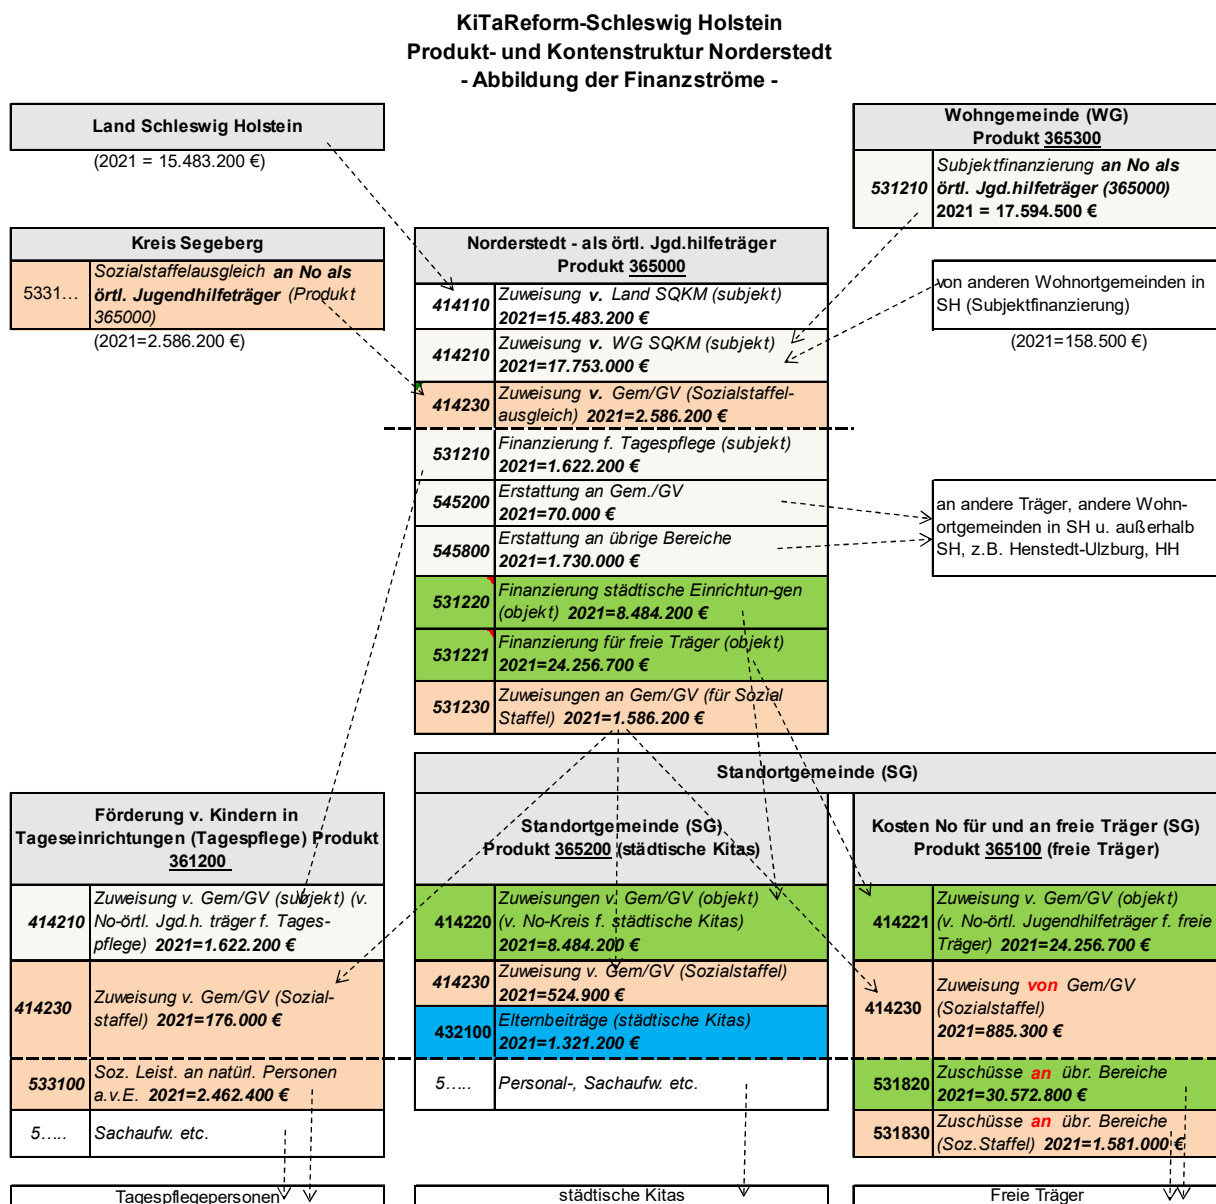 KiTaReform-Schleswig Holstein
Produkt- und Kontenstruktur Norderstedt
- Abbildung der Finanzströme -
Land Schleswig Holstein
(2021 = 15.483.200 €)
Wohngemeinde (WG)
Produkt 365300
531210
Subjektfinanzierung an No als
örtl. Jgd.hilfeträger (365000)
2021 = 17.594.500 €
Kreis Segeberg
5331...
Sozialstaffelausgleich an No als
örtl. Jugendhilfeträger (Produkt
365000)
(2021=2.586.200 €)
Norderstedt - als örtl. Jgd.hilfeträger
Produkt 365000
414110
Zuweisung v. Land SQKM (subjekt)
2021=15.483.200 €
414210
Zuweisung v. WG SQKM (subjekt)
2021=17.753.000 €
414230
Zuweisung v. Gem/GV (Sozialstaffel-
ausgleich) 2021=2.586.200 €
531210
Finanzierung f. Tagespflege (subjekt)
2021=1.622.200 €
545200
Erstattung an Gem./GV
2021=70.000 €
545800
Erstattung an übrige Bereiche
2021=1.730.000 €
531220
Finanzierung städtische Einrichtun-gen
(objekt) 2021=8.484.200 €
531221
Finanzierung für freie Träger (objekt)
2021=24.256.700 €
531230
Zuweisungen an Gem/GV (für Sozial
Staffel) 2021=1.586.200 €
von anderen Wohnortgemeinden in
SH (Subjektfinanzierung)
(2021=158.500 €)
an andere Träger, andere Wohn-
ortgemeinden in SH u. außerhalb
SH, z.B. Henstedt-Ulzburg, HH
Standortgemeinde (SG)
Förderung v. Kindern in
Tageseinrichtungen (Tagespflege) Produkt
361200
414210
Zuweisung v. Gem/GV (subjekt) (v.
No-örtl. Jgd.h. träger f. Tages-
pflege) 2021=1.622.200 €
414230
Zuweisung v. Gem/GV (Sozial-
staffel) 2021=176.000 €
533100
Soz. Leist. an natürl. Personen
a.v.E. 2021=2.462.400 €
5.....
Sachaufw. etc.
Tagespflegepersonen
Standortgemeinde (SG)
Produkt 365200 (städtische Kitas)
414220
Zuweisungen v. Gem/GV (objekt)
(v. No-Kreis f. städtische Kitas)
2021=8.484.200 €
414230
Zuweisung v. Gem/GV (Sozialstaffel)
2021=524.900 €
432100
Elternbeiträge (städtische Kitas)
2021=1.321.200 €
5.....
Personal-, Sachaufw. etc.
städtische Kitas
Kosten No für und an freie Träger (SG)
Produkt 365100 (freie Träger)
414221
Zuweisung v. Gem/GV (objekt)
(v. No-örtl. Jugendhilfeträger f. freie
Träger) 2021=24.256.700 €
414230
Zuweisung von Gem/GV
(Sozialstaffel)
2021=885.300 €
531820
Zuschüsse an übr. Bereiche
2021=30.572.800 €
531830
Zuschüsse an übr. Bereiche
(Soz.Staffel) 2021=1.581.000 €
Freie Träger